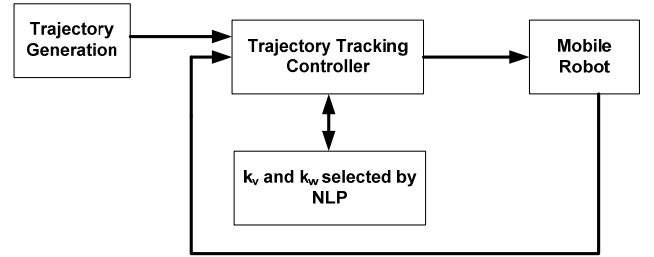 Trajectory
Generation
Trajectory Tracking
Controller
Mobile
Robot
kv and kw selected by
NLP